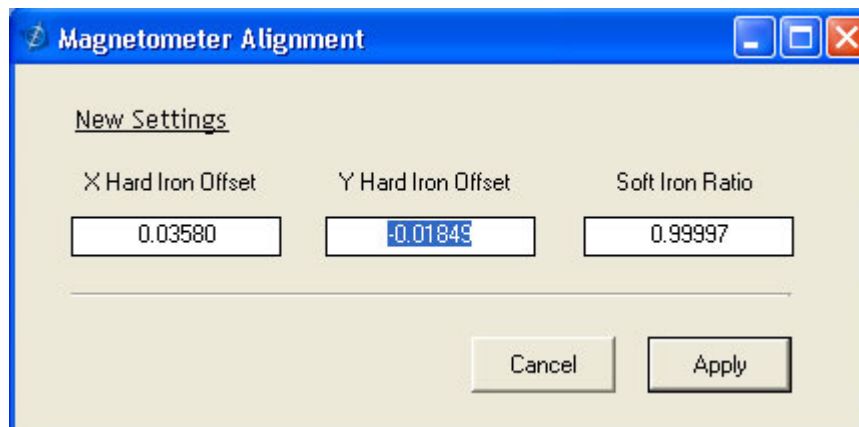 Magnetometer Alignment
New Settings
X Hard Iron Offset Y Hard Iron Offset Soft Iron Ratio
0.03580 -0.01849 0.99997
Cancel Apply